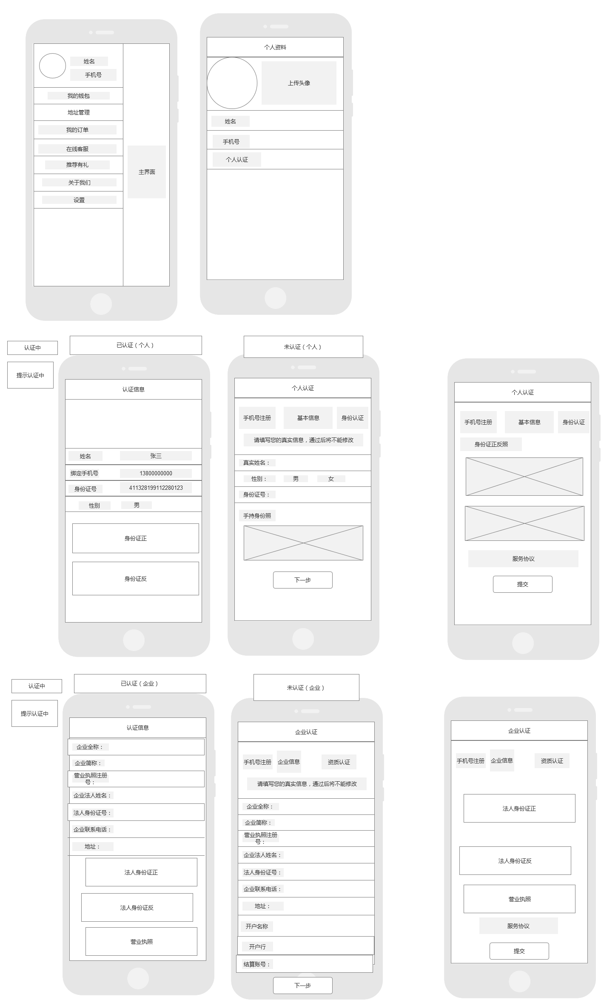 姓名
手机号
我的钱包
地址管理
我的订单
在线客服
推荐有礼
关于我们
设置
主界面
个人资料
上传头像
姓名
手机号
个人认证
认证中
提示认证中
已认证（个人）
认证信息
姓名
张三
绑定手机号
13800000000
身份证号
411328199112280123
性别
男
身份证正
身份证反
未认证（个人）
个人认证
手机号注册
基本信息
身份认证
请填写您的真实信息，通过后将不能修改
真实姓名：
性别：
男
女
身份证号：
手持身份照
下一步
个人认证
手机号注册
基本信息
身份认证
身份证正反照
服务协议
提交
认证中
提示认证中
已认证（企业）
认证信息
企业全称：
企业简称：
营业执照注册
号：
企业法人姓名：
法人身份证号：
企业联系电话：
地址：
法人身份证正
法人身份证反
营业执照
未认证（企业）
企业认证
手机号注册
企业信息
资质认证
请填写您的真实信息，通过后将不能修改
企业全称：
企业简称：
营业执照注册
号：
企业法人姓名：
法人身份证号：
企业联系电话：
地址：
开户名称
开户行
结算账号：
下一步
企业认证
手机号注册
企业信息
资质认证
法人身份证正
法人身份证反
营业执照
服务协议
提交